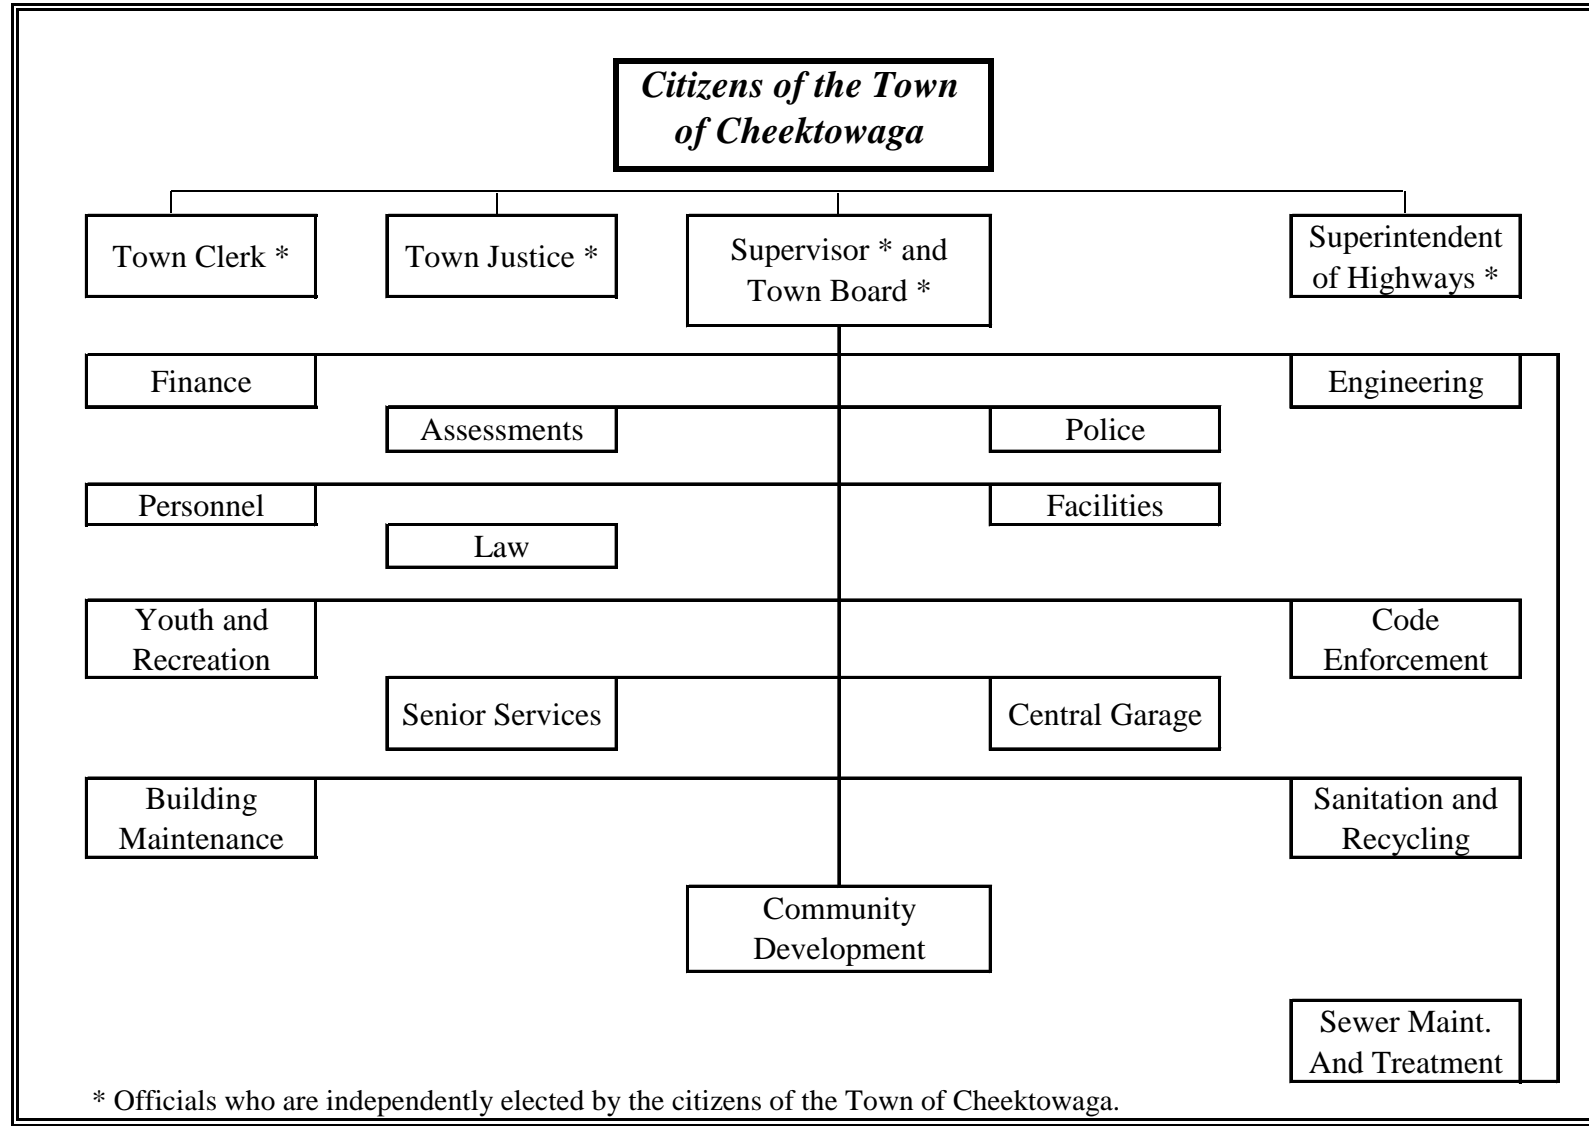 Citizens of the Town
of Cheektowaga
Town Clerk *
Town Justice *
Supervisor * and
Town Board *
Superintendent
of Highways *
Finance
Engineering
Assessments
Police
Personnel
Facilities
Law
Youth and
Recreation
Code
Enforcement
Senior Services
Central Garage
Building
Maintenance
Sanitation and
Recycling
Community
Development
Sewer Maint.
And Treatment
* Officials who are independently elected by the citizens of the Town of Cheektowaga.